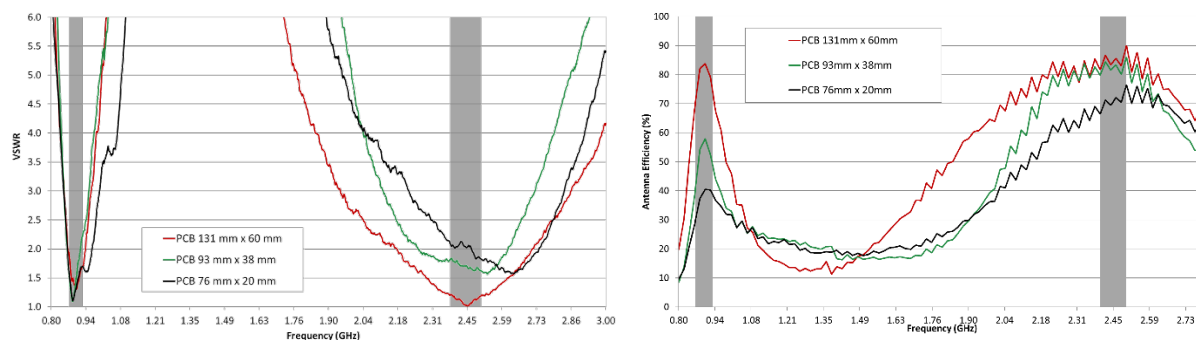 6.0
5.5
5.0
4.5
4.0
3.5
3.0
2.5
2.0
1.5
1.0
VSWR
PCB 131 mm x 60 mm
PCB 93 mm x 38 mm
PCB 76 mm x 20 mm
0.80 0.94 1.08 1.21 1.35 1.49 1.63 1.76 1.90 2.04 2.18 2.31 2.45 2.59 2.73 2.86 3.00
Frequency (GHz)
100
90
80
70
60
50
40
30
20
10
0
Antenna Efficiency (%)
PCB 131mm x 60mm
PCB 93mm x 38mm
PCB 76mm x 20mm
0.80 0.94 1.08 1.21 1.35 1.49 1.63 1.76 1.90 2.04 2.18 2.31 2.45 2.59 2.73
Frequency (GHz)